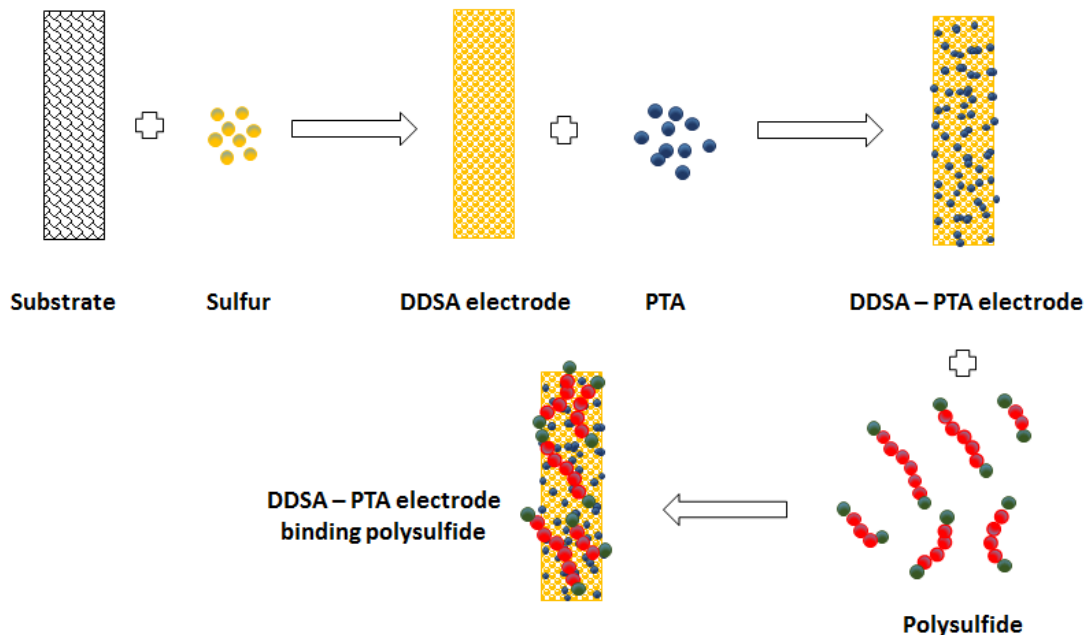 Substrate
Sulfur
DDSA electrode
PTA
DDSA – PTA electrode
DDSA – PTA electrode
binding polysulfide
Polysulfide